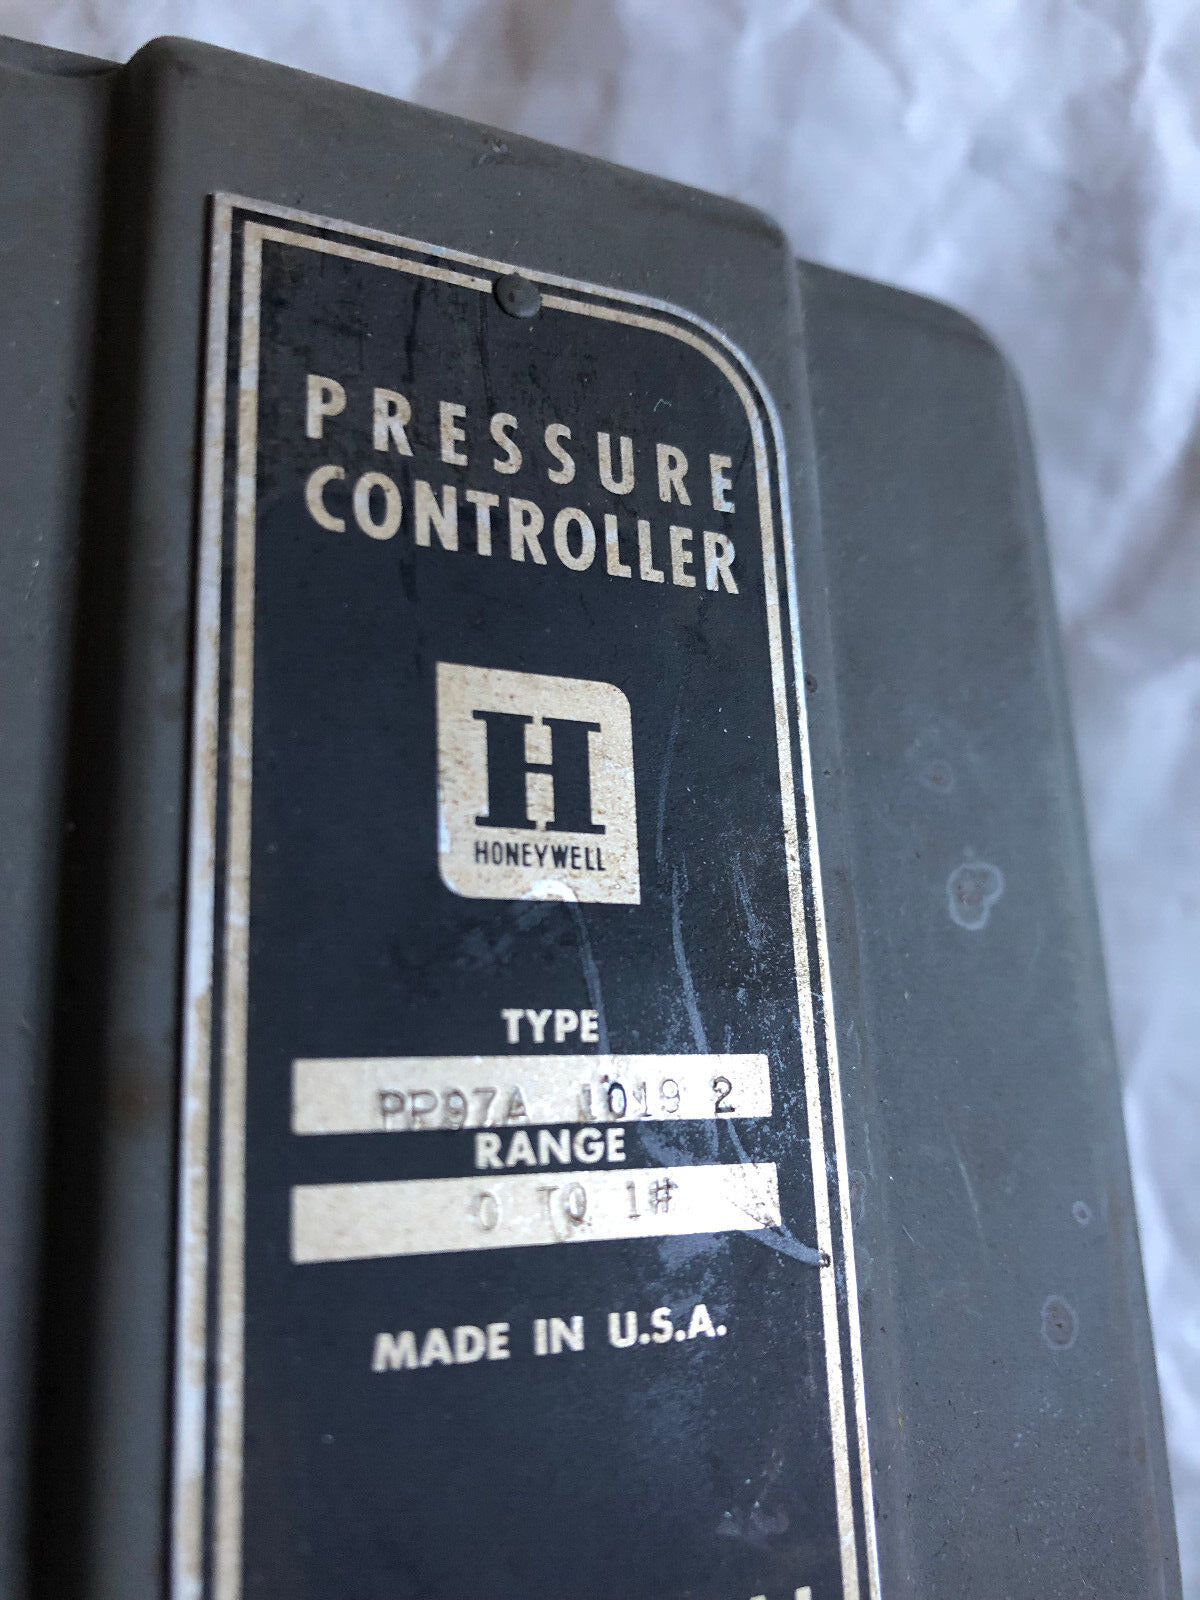 PRESSURE
CONTROLLER
H
HONEYWELL
TYPE
PP97A 1019 2
RANGE
0 TO 1#
MADE IN U.S.A.